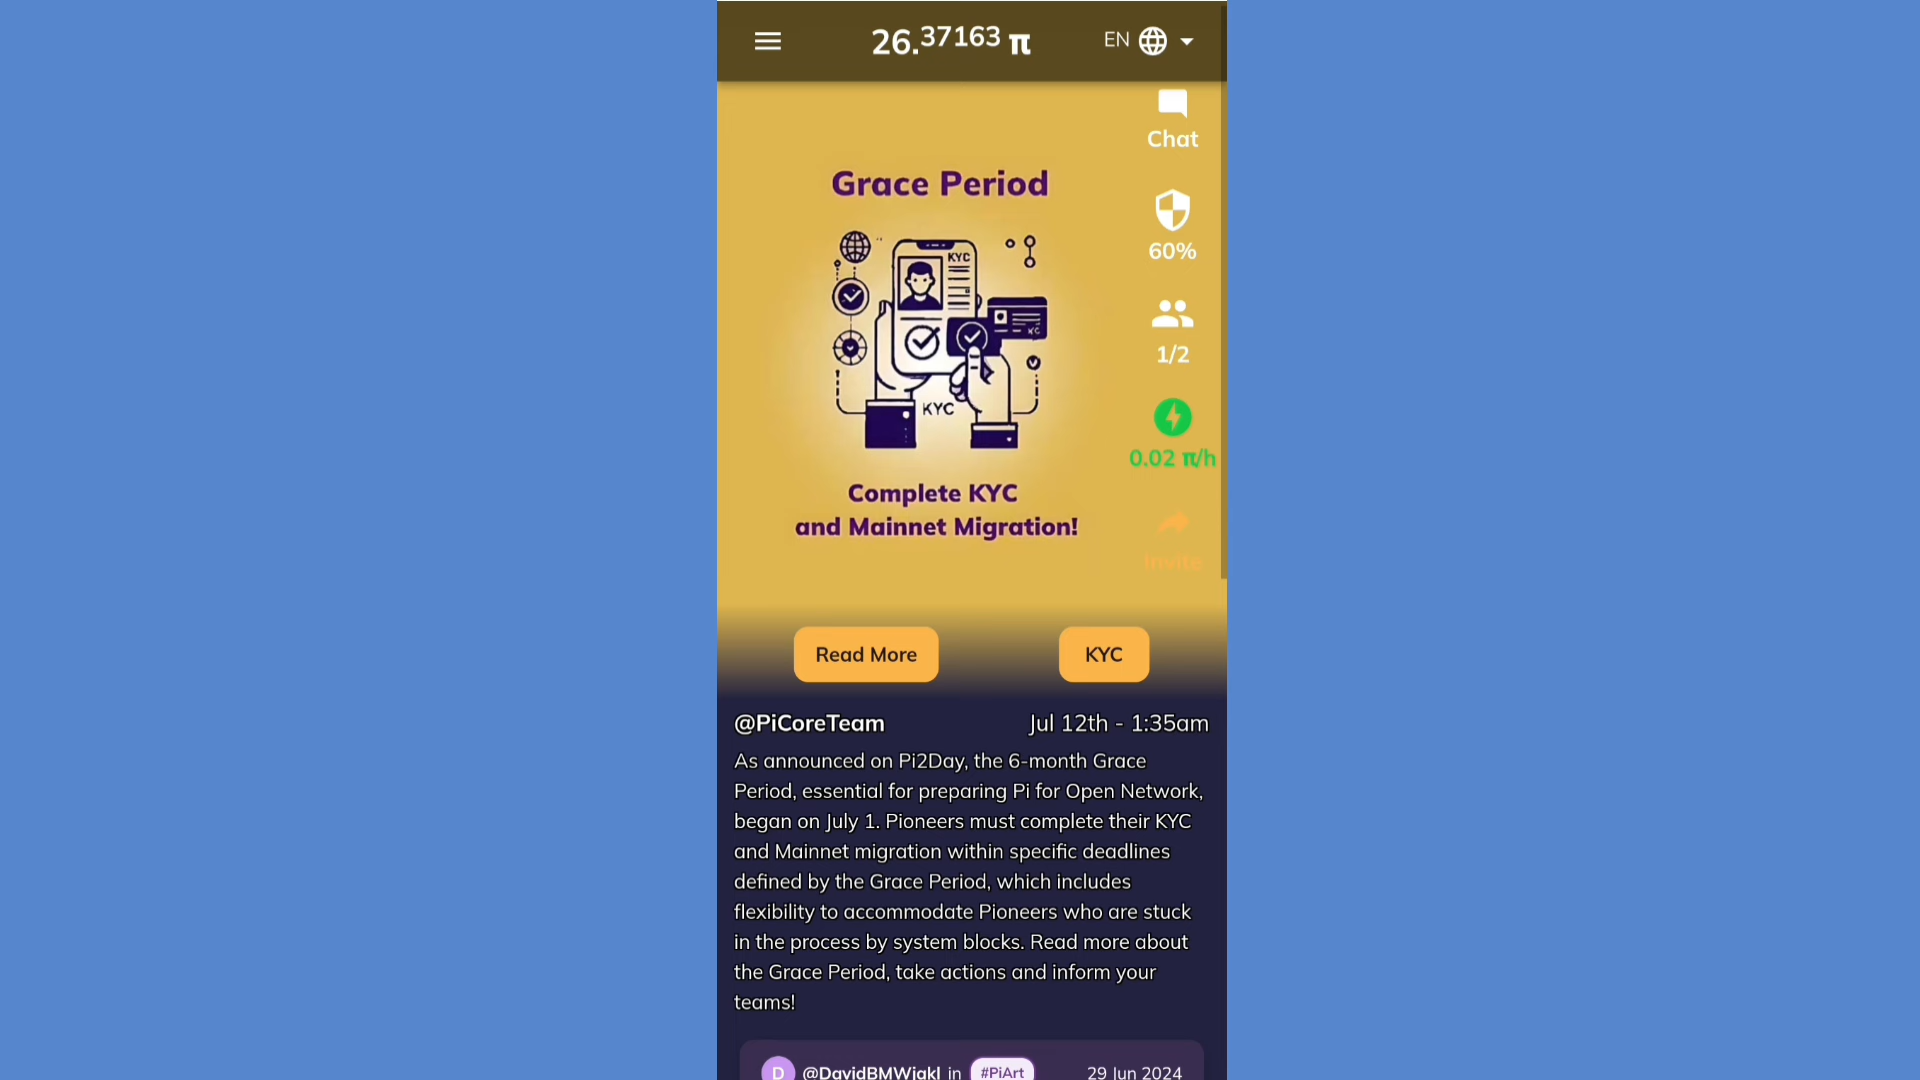 26.37163 π
EN
Chat
Grace Period
60%
KYC
1/2
KYC
0.02 π/h
Complete KYC
and Mainnet Migration!
Invite
Read More
KYC
@PiCoreTeam
Jul 12th - 1:35am
As announced on Pi2Day, the 6-month Grace
Period, essential for preparing Pi for Open Network,
began on July 1. Pioneers must complete their KYC
and Mainnet migration within specific deadlines
defined by the Grace Period, which includes
flexibility to accommodate Pioneers who are stuck
in the process by system blocks. Read more about
the Grace Period, take actions and inform your
teams!
D @DavidBMWjakl in #PiArt 29 Jun 2024